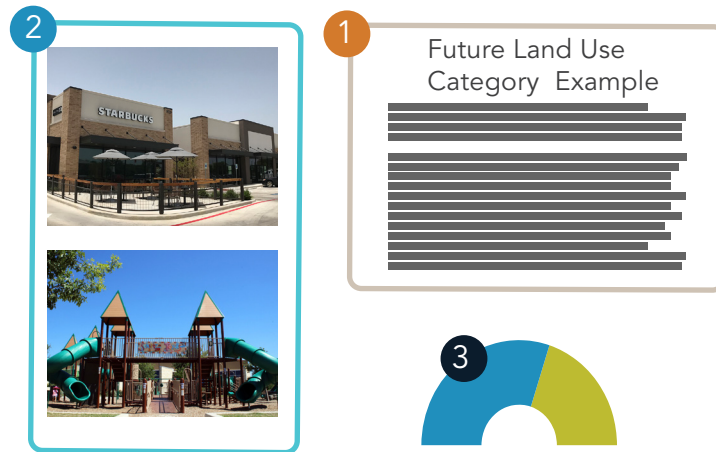 2
STARBUCKS
1
Future Land Use
Category Example
3